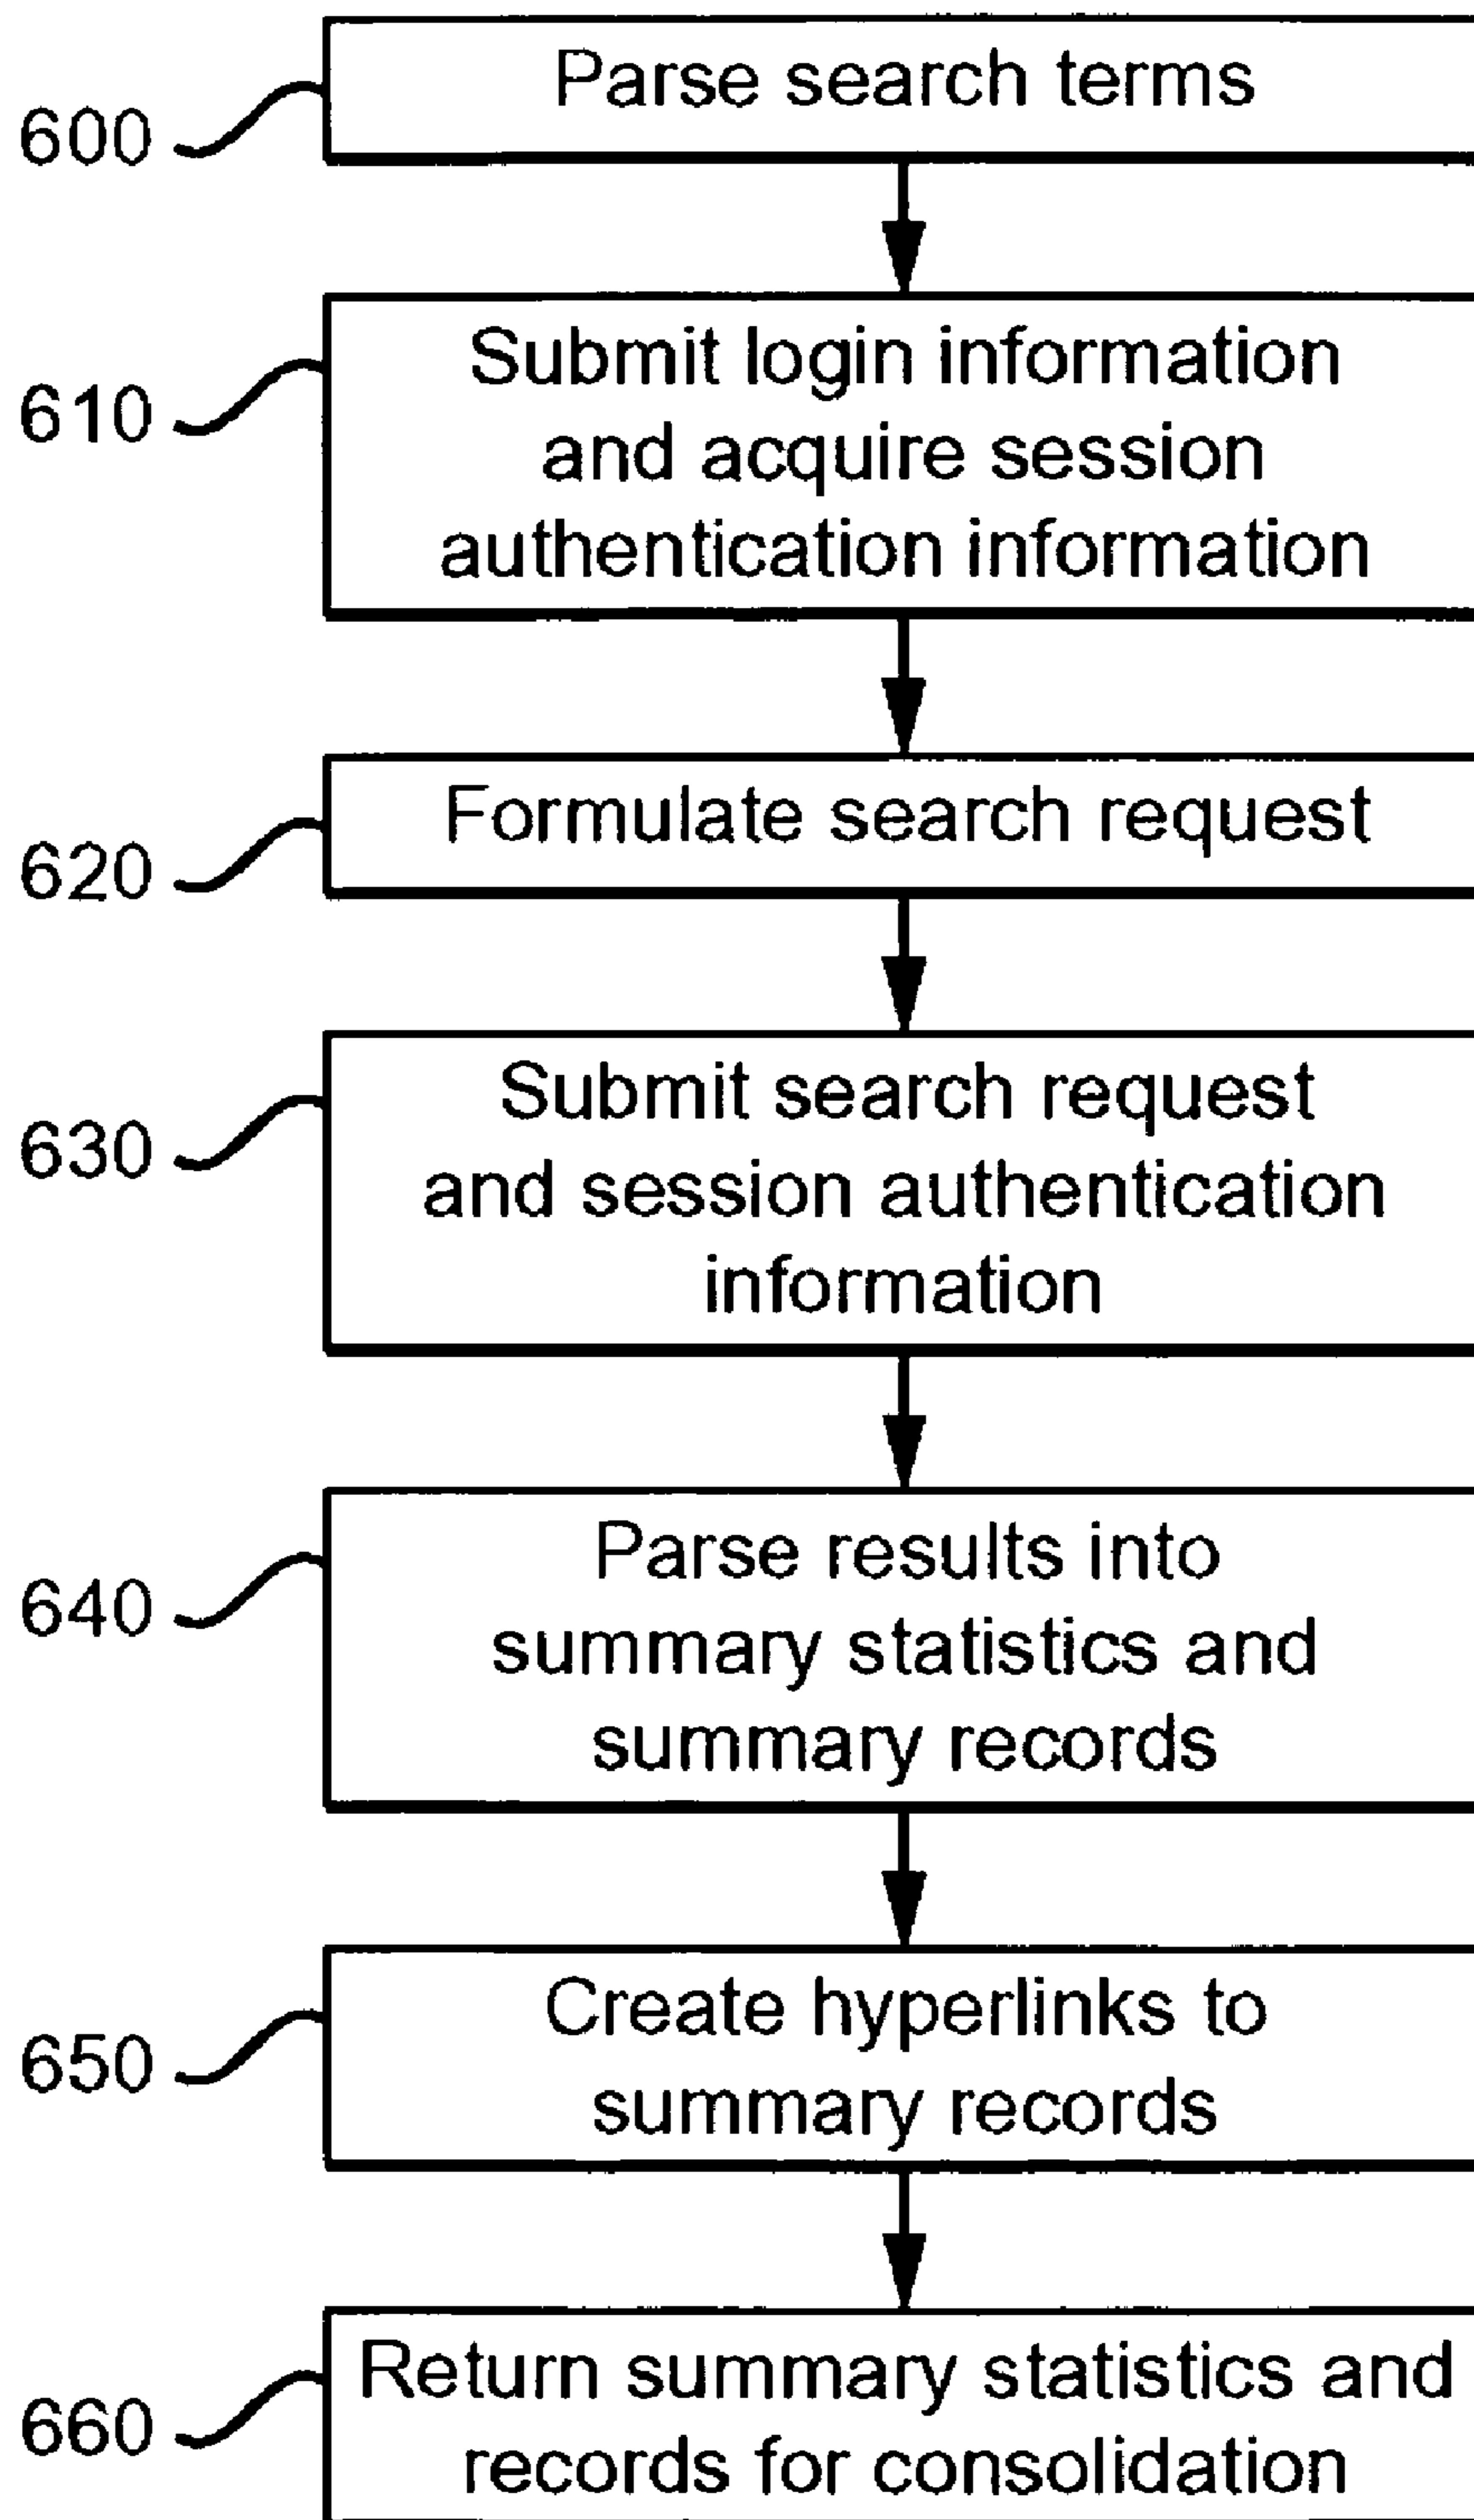 Parse search terms
600
Submit login information
610
and acquire session
authentication information
Formulate search request
620
Submit search request
630
and session authentication
information
Parse results into
640
summary statistics and
summary records
Create hyperlinks to
650
summary records
Return summary statistics and
660
records for consolidation